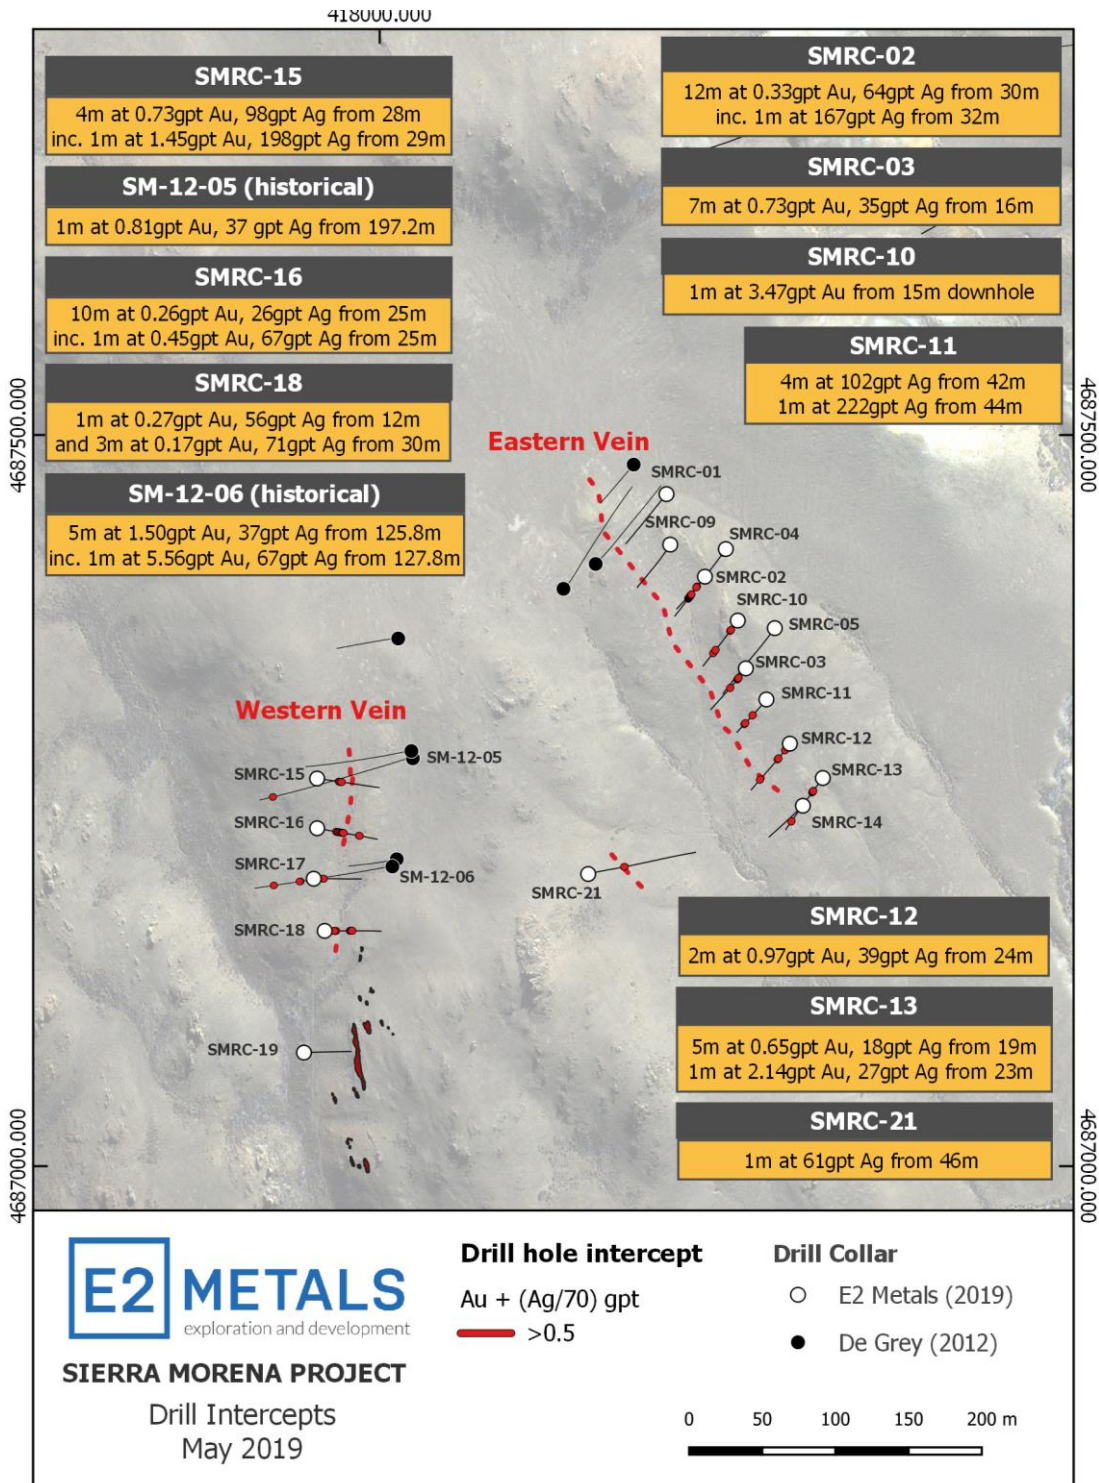 418000.000
SMRC-15
4m at 0.73gpt Au, 98gpt Ag from 28m
inc. 1m at 1.45gpt Au, 198gpt Ag from 29m
SM-12-05 (historical)
1m at 0.81gpt Au, 37 gpt Ag from 197.2m
SMRC-16
10m at 0.26gpt Au, 26gpt Ag from 25m
inc. 1m at 0.45gpt Au, 67gpt Ag from 25m
SMRC-18
1m at 0.27gpt Au, 56gpt Ag from 12m
and 3m at 0.17gpt Au, 71gpt Ag from 30m
SM-12-06 (historical)
5m at 1.50gpt Au, 37gpt Ag from 125.8m
inc. 1m at 5.56gpt Au, 67gpt Ag from 127.8m
SMRC-02
12m at 0.33gpt Au, 64gpt Ag from 30m
inc. 1m at 167gpt Ag from 32m
SMRC-03
7m at 0.73gpt Au, 35gpt Ag from 16m
SMRC-10
1m at 3.47gpt Au from 15m downhole
SMRC-11
4m at 102gpt Ag from 42m
1m at 222gpt Ag from 44m
4687500.000
4687500.000
Eastern Vein
SMRC-01
SMRC-09
SMRC-04
SMRC-02
SMRC-10
SMRC-05
SMRC-03
SMRC-11
SMRC-12
SMRC-13
SMRC-14
Western Vein
SM-12-05
SMRC-15
SMRC-16
SMRC-17
SM-12-06
SMRC-18
SMRC-21
SMRC-19
SMRC-12
2m at 0.97gpt Au, 39gpt Ag from 24m
SMRC-13
5m at 0.65gpt Au, 18gpt Ag from 19m
1m at 2.14gpt Au, 27gpt Ag from 23m
SMRC-21
1m at 61gpt Ag from 46m
4687000.000
4687000.000
E2 METALS
exploration and development
SIERRA MORENA PROJECT
Drill Intercepts
May 2019
Drill hole intercept
Au + (Ag/70) gpt
>0.5
Drill Collar
E2 Metals (2019)
De Grey (2012)
0 50 100 150 200 m